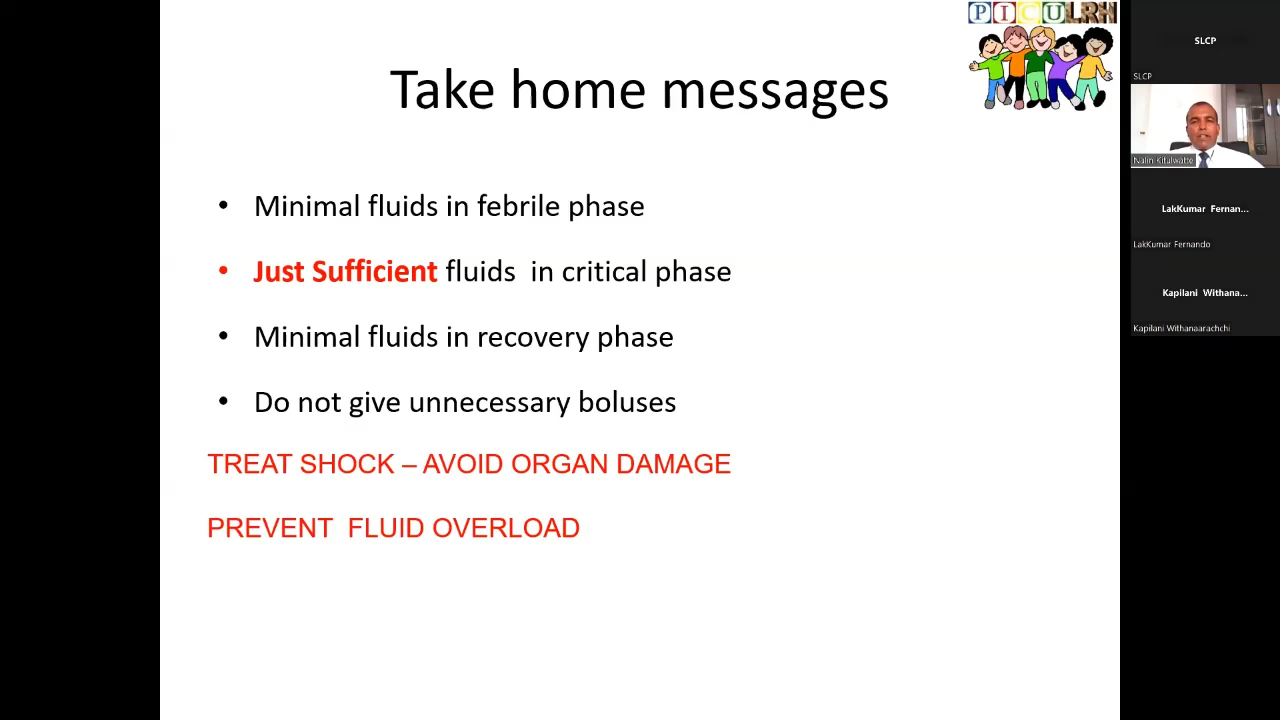 PICU LRH
Take home messages
• Minimal fluids in febrile phase
• Just Sufficient fluids  in critical phase
• Minimal fluids in recovery phase
• Do not give unnecessary boluses
TREAT SHOCK – AVOID ORGAN DAMAGE
PREVENT  FLUID OVERLOAD
SLCP
SLCP
Nalin Kitulwatte
LakKumar Fernan...
LakKumar Fernando
Kapilani Withana...
Kapilani Withanaarachchi